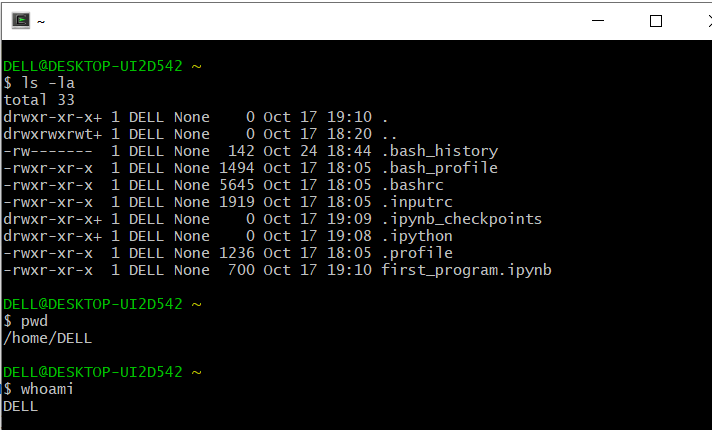 ~
DELL@DESKTOP-UI2D542 ~
$ ls -la
total 33
drwxr-xr-x+ 1 DELL None    0 Oct 17 19:10 .
drwxrwxrwt+ 1 DELL None    0 Oct 17 18:20 ..
-rw-------  1 DELL None  142 Oct 24 18:44 .bash_history
-rwxr-xr-x  1 DELL None 1494 Oct 17 18:05 .bash_profile
-rwxr-xr-x  1 DELL None 5645 Oct 17 18:05 .bashrc
-rwxr-xr-x  1 DELL None 1919 Oct 17 18:05 .inputrc
drwxr-xr-x+ 1 DELL None    0 Oct 17 19:09 .ipynb_checkpoints
drwxr-xr-x+ 1 DELL None    0 Oct 17 19:08 .ipython
-rwxr-xr-x  1 DELL None 1236 Oct 17 18:05 .profile
-rwxr-xr-x  1 DELL None  700 Oct 17 19:10 first_program.ipynb
DELL@DESKTOP-UI2D542 ~
$ pwd
/home/DELL
DELL@DESKTOP-UI2D542 ~
$ whoami
DELL